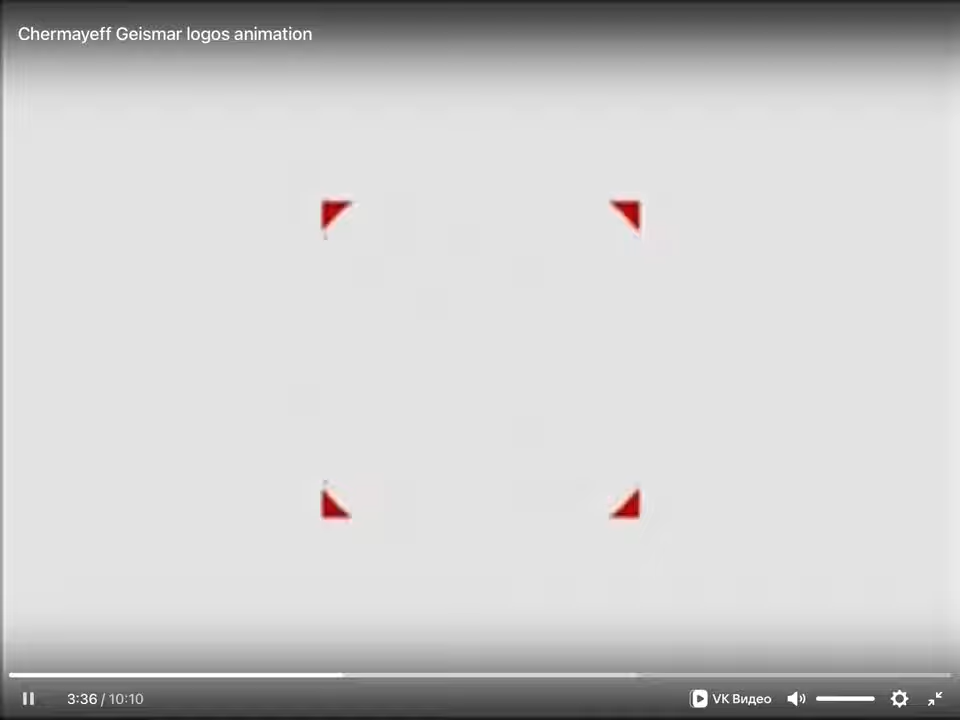 Chermayeff Geismar logos animation
3:36 / 10:10
VK Видео